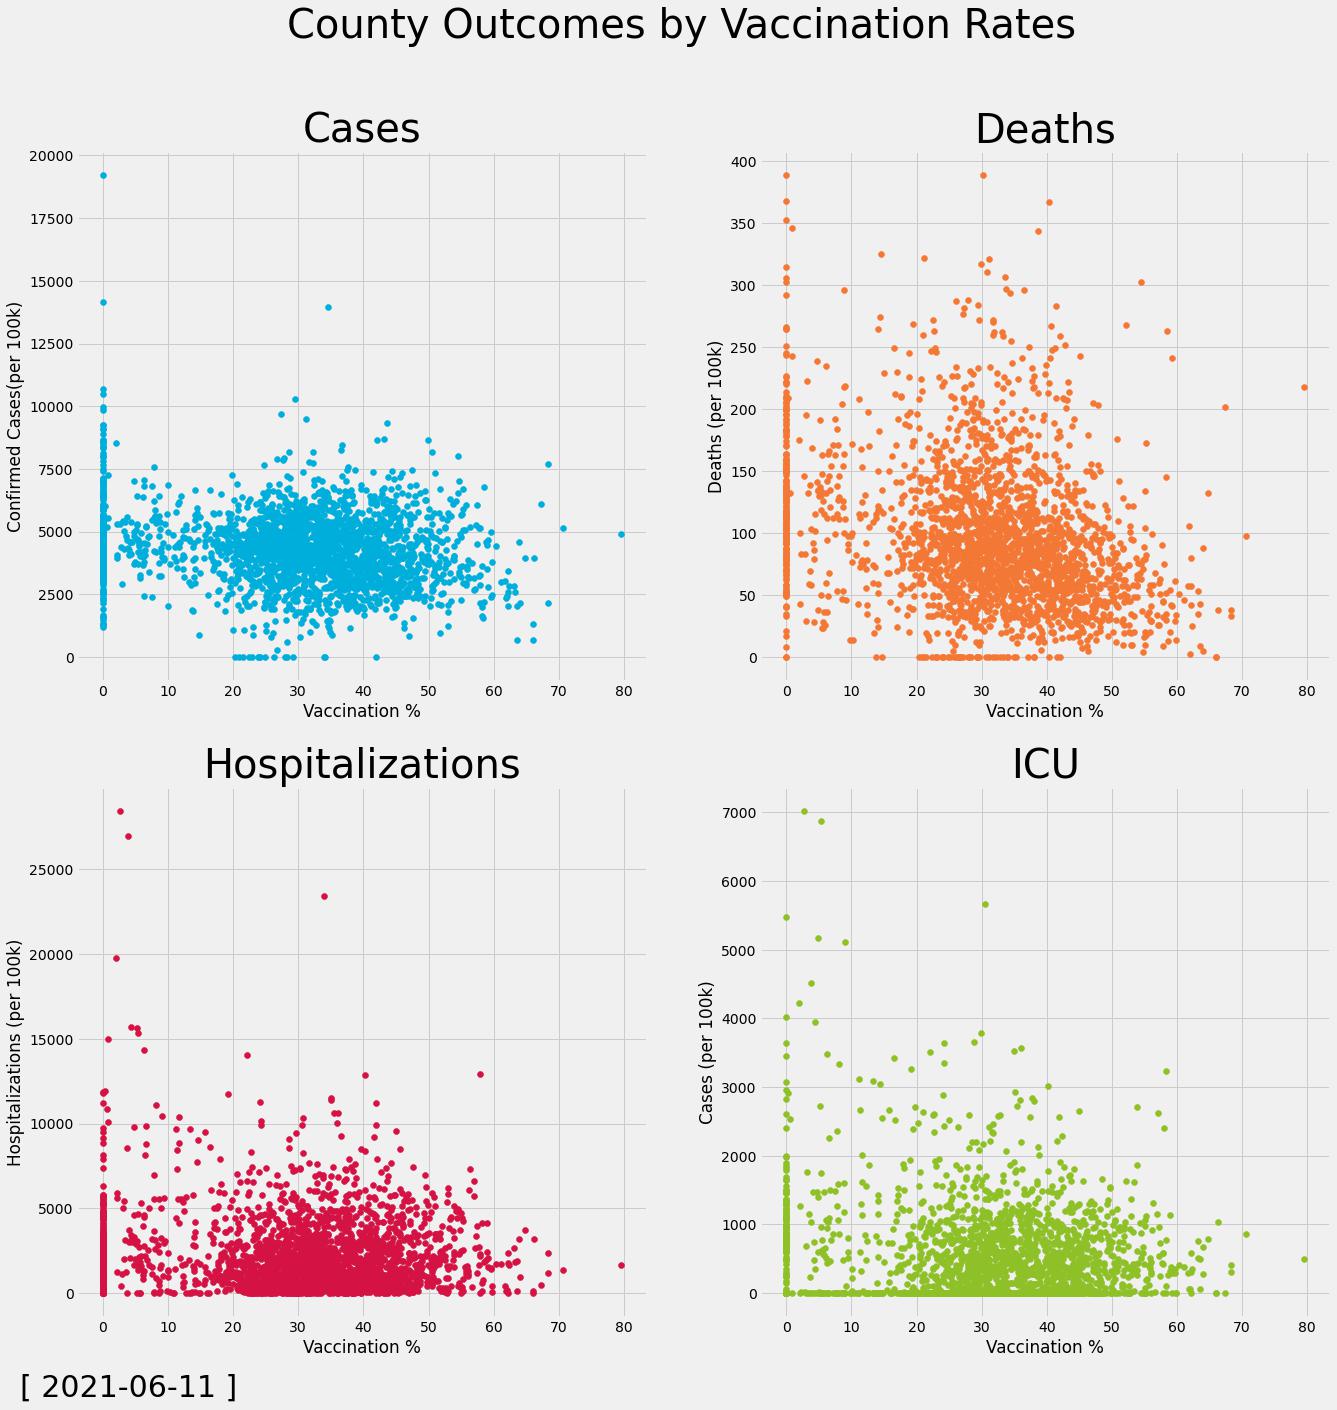 County Outcomes by Vaccination Rates
Cases
20000
17500
15000
12500
10000
7500
5000
2500
0
Confirmed Cases(per 100k)
0 10 20 30 40 50 60 70 80
Vaccination %
Deaths
400
350
300
250
200
150
100
50
0
Deaths (per 100k)
0 10 20 30 40 50 60 70 80
Vaccination %
Hospitalizations
25000
20000
15000
10000
5000
0
Hospitalizations (per 100k)
0 10 20 30 40 50 60 70 80
Vaccination %
ICU
7000
6000
5000
4000
3000
2000
1000
0
Cases (per 100k)
0 10 20 30 40 50 60 70 80
Vaccination %
[ 2021-06-11 ]